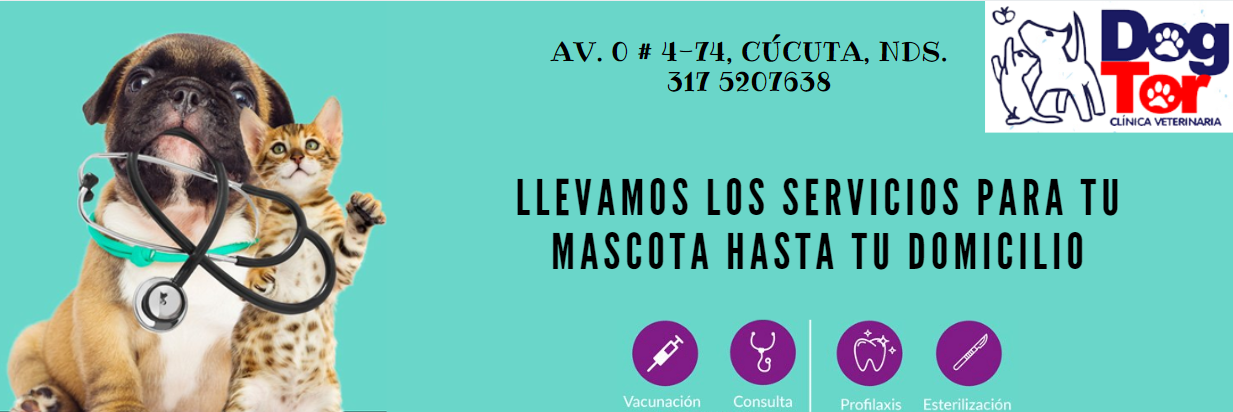 AV. 0 # 4-74, CÚCUTA, NDS.
317 5207638
Dog
Tor
CLÍNICA VETERINARIA
LLEVAMOS LOS SERVICIOS PARA TU
MASCOTA HASTA TU DOMICILIO
Vacunación Consulta Profilaxis Esterilización